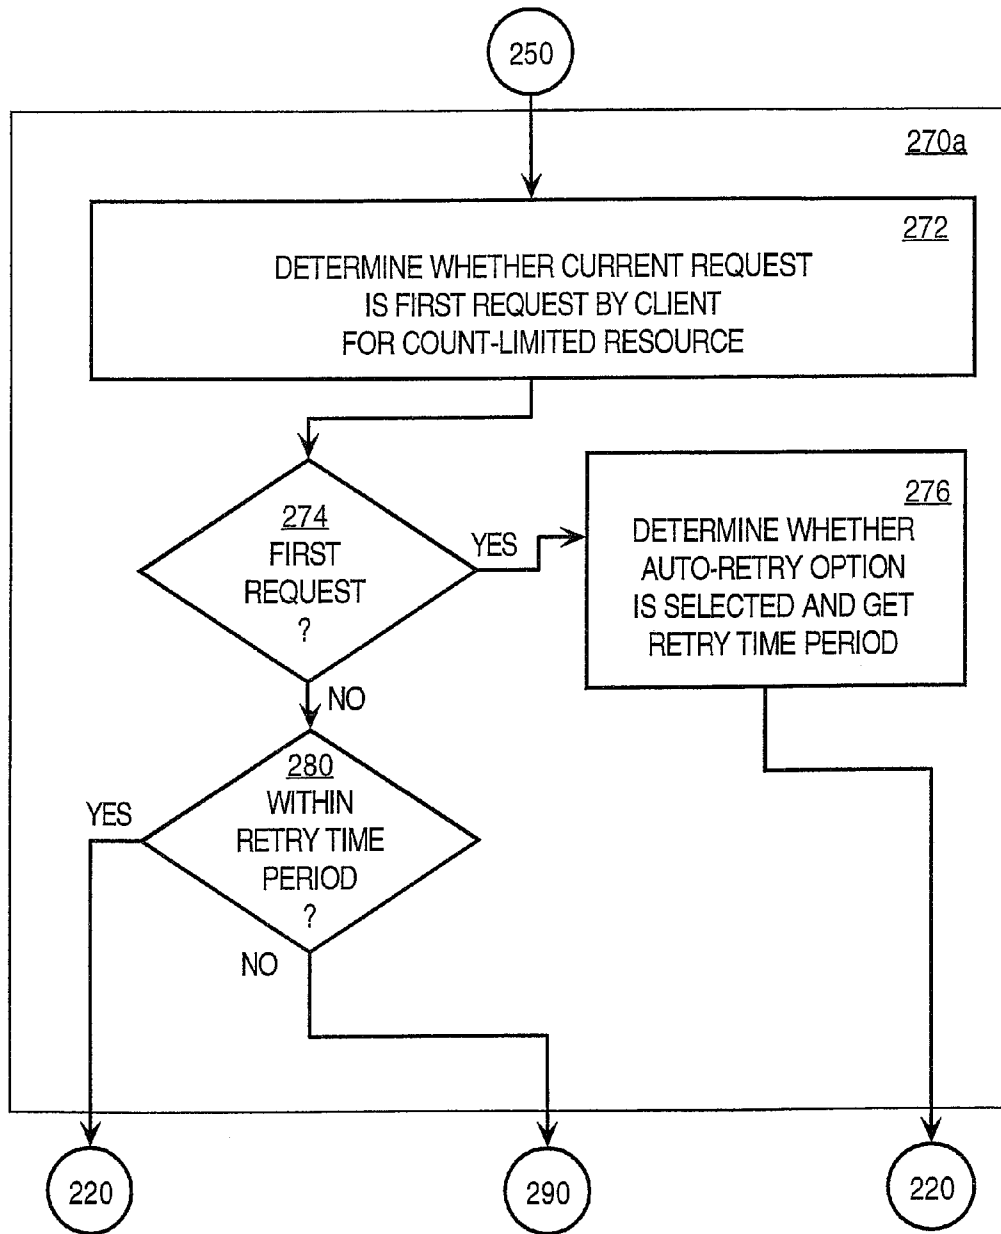 250
270a
272
DETERMINE WHETHER CURRENT REQUEST
IS FIRST REQUEST BY CLIENT
FOR COUNT-LIMITED RESOURCE
274
FIRST
REQUEST
?
YES
NO
276
DETERMINE WHETHER
AUTO-RETRY OPTION
IS SELECTED AND GET
RETRY TIME PERIOD
280
WITHIN
RETRY TIME
PERIOD
?
YES
NO
220
290
220